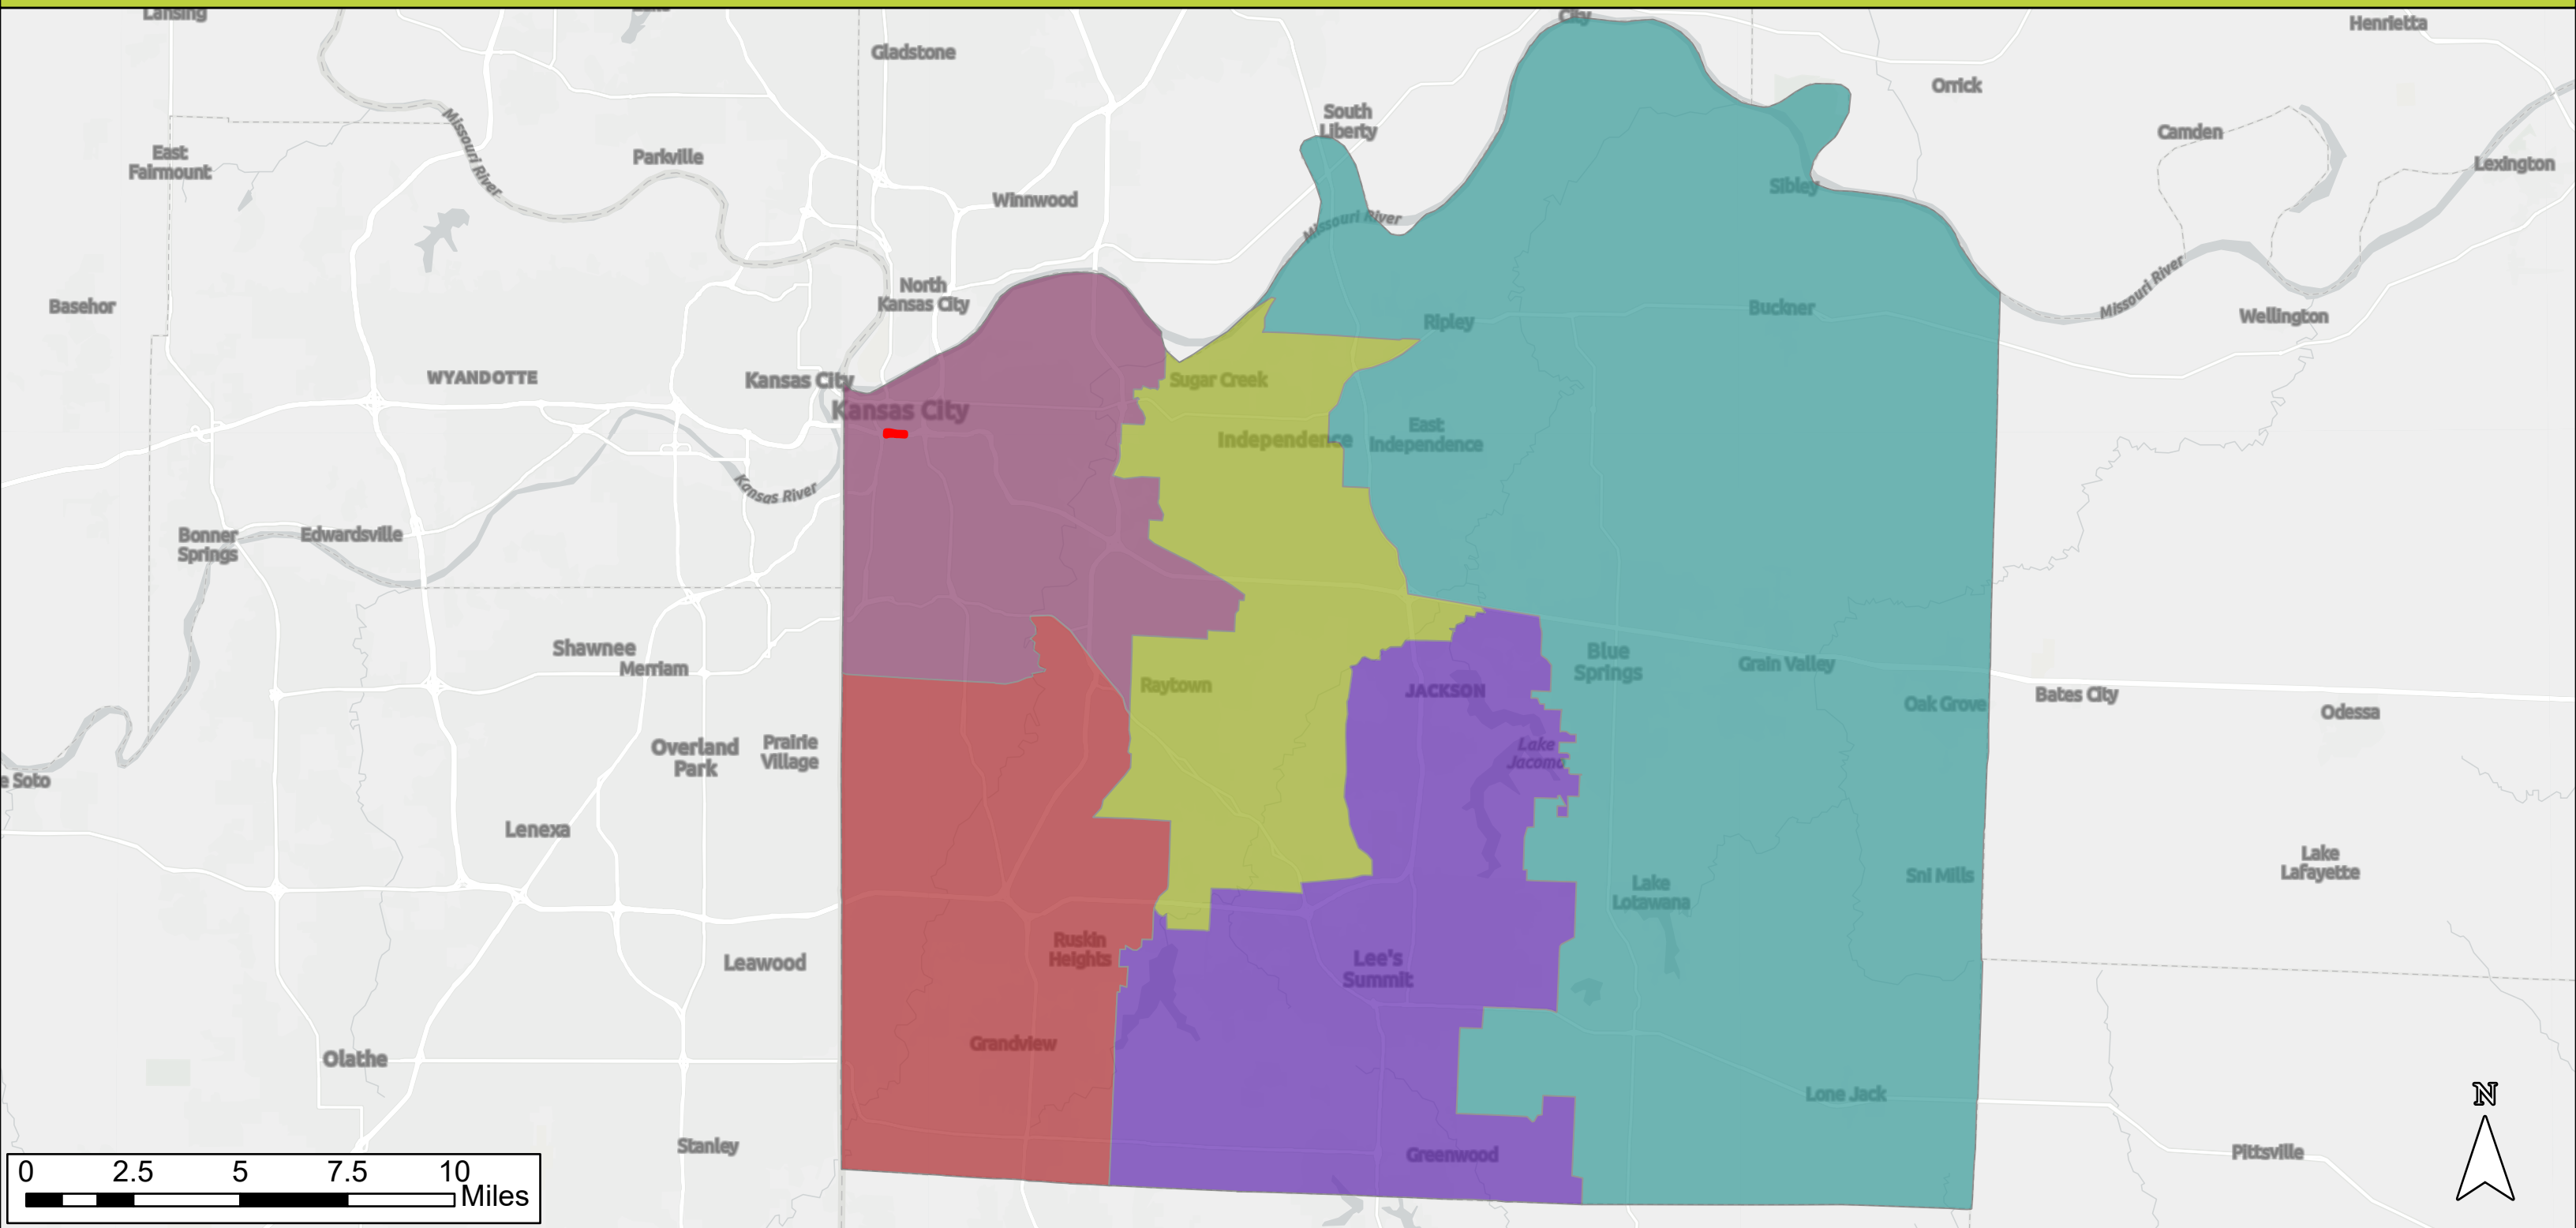 Lansing
City
Henrietta
Gladstone
Orrick
South
Liberty
Missouri River
Camden
East
Fairmount
Parkville
Lexington
Sibley
Winnwood
Missouri River
North
Kansas City
Missouri River
Basehor
Buckner
Wellington
Ripley
WYANDOTTE
Kansas City
Sugar Creek
Kansas City
Independence
East
Independence
Kansas River
Bonner
Springs
Edwardsville
Shawnee
Merriam
Blue
Springs
Grain Valley
Raytown
JACKSON
Bates City
Oak Grove
Odessa
Overland
Park
Prairie
Village
Lake
Jacomo
e Soto
Lenexa
Lake
Lafayette
Sni Mills
Lake
Lotawana
Ruskin
Heights
Leawood
Lee's
Summit
Grandview
Olathe
Lone Jack
N
Stanley
Greenwood
Pittsville
0 2.5 5 7.5 10
Miles